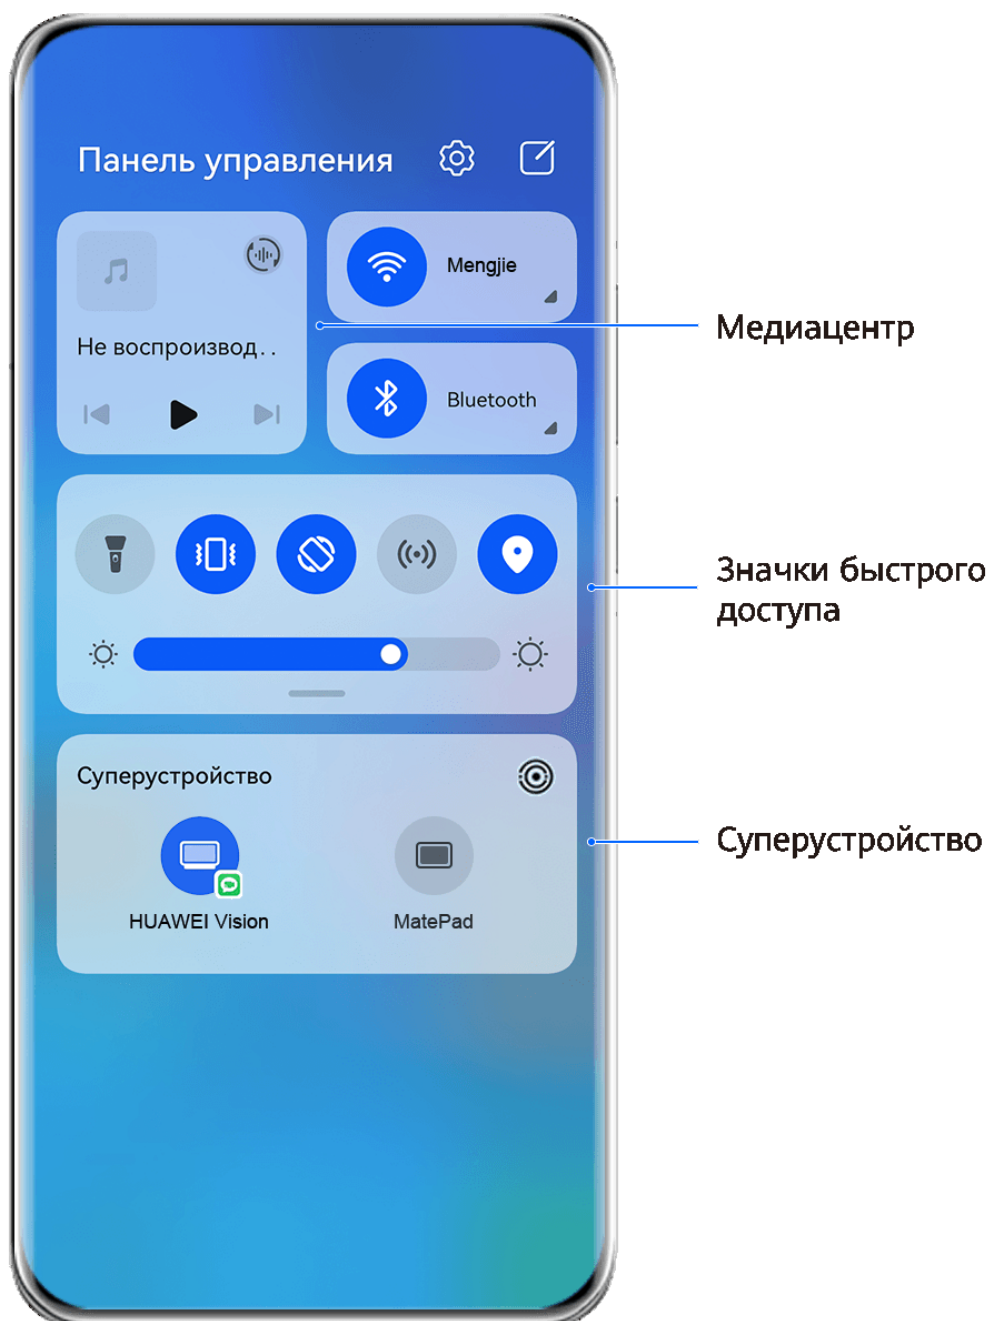 Панель управления
Mengjie
Не воспроизвод..
Bluetooth
Медиацентр
Значки быстрого
доступа
Суперустройство
HUAWEI Vision
MatePad
Суперустройство